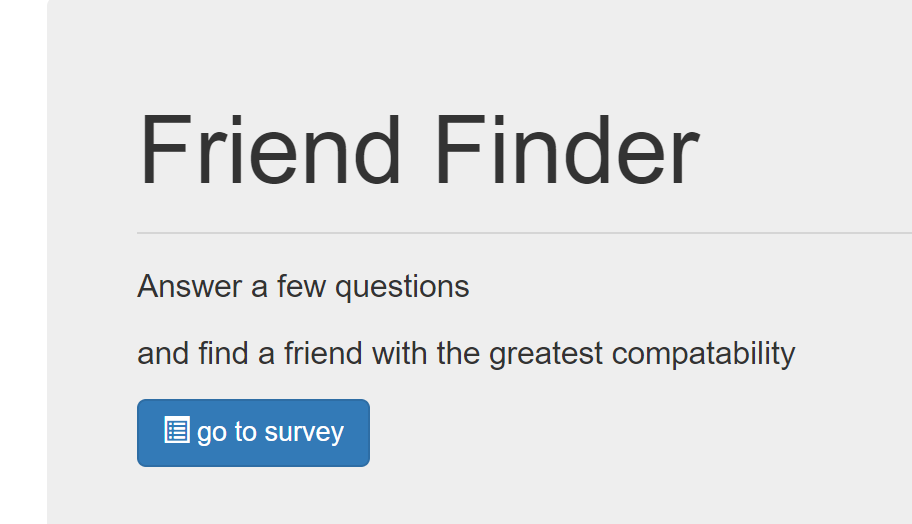 Friend Finder
Answer a few questions
and find a friend with the greatest compatability
go to survey